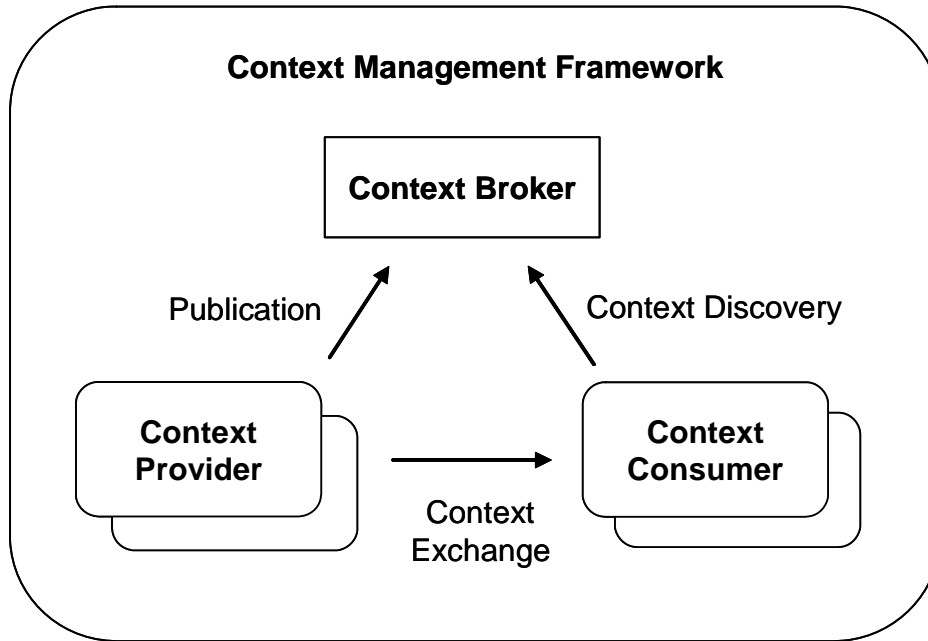 Context Management Framework
Context Broker
Publication
Context Discovery
Context
Provider
Context
Exchange
Context
Consumer